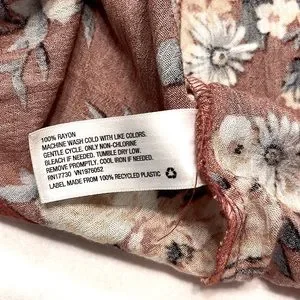 100% RAYON
MACHINE WASH COLD WITH LIKE COLORS.
GENTLE CYCLE. ONLY NON-CHLORINE
BLEACH IF NEEDED. TUMBLE DRY LOW.
REMOVE PROMPTLY. COOL IRON IF NEEDED.
RN17730 VN1976052
LABEL MADE FROM 100% RECYCLED PLASTIC